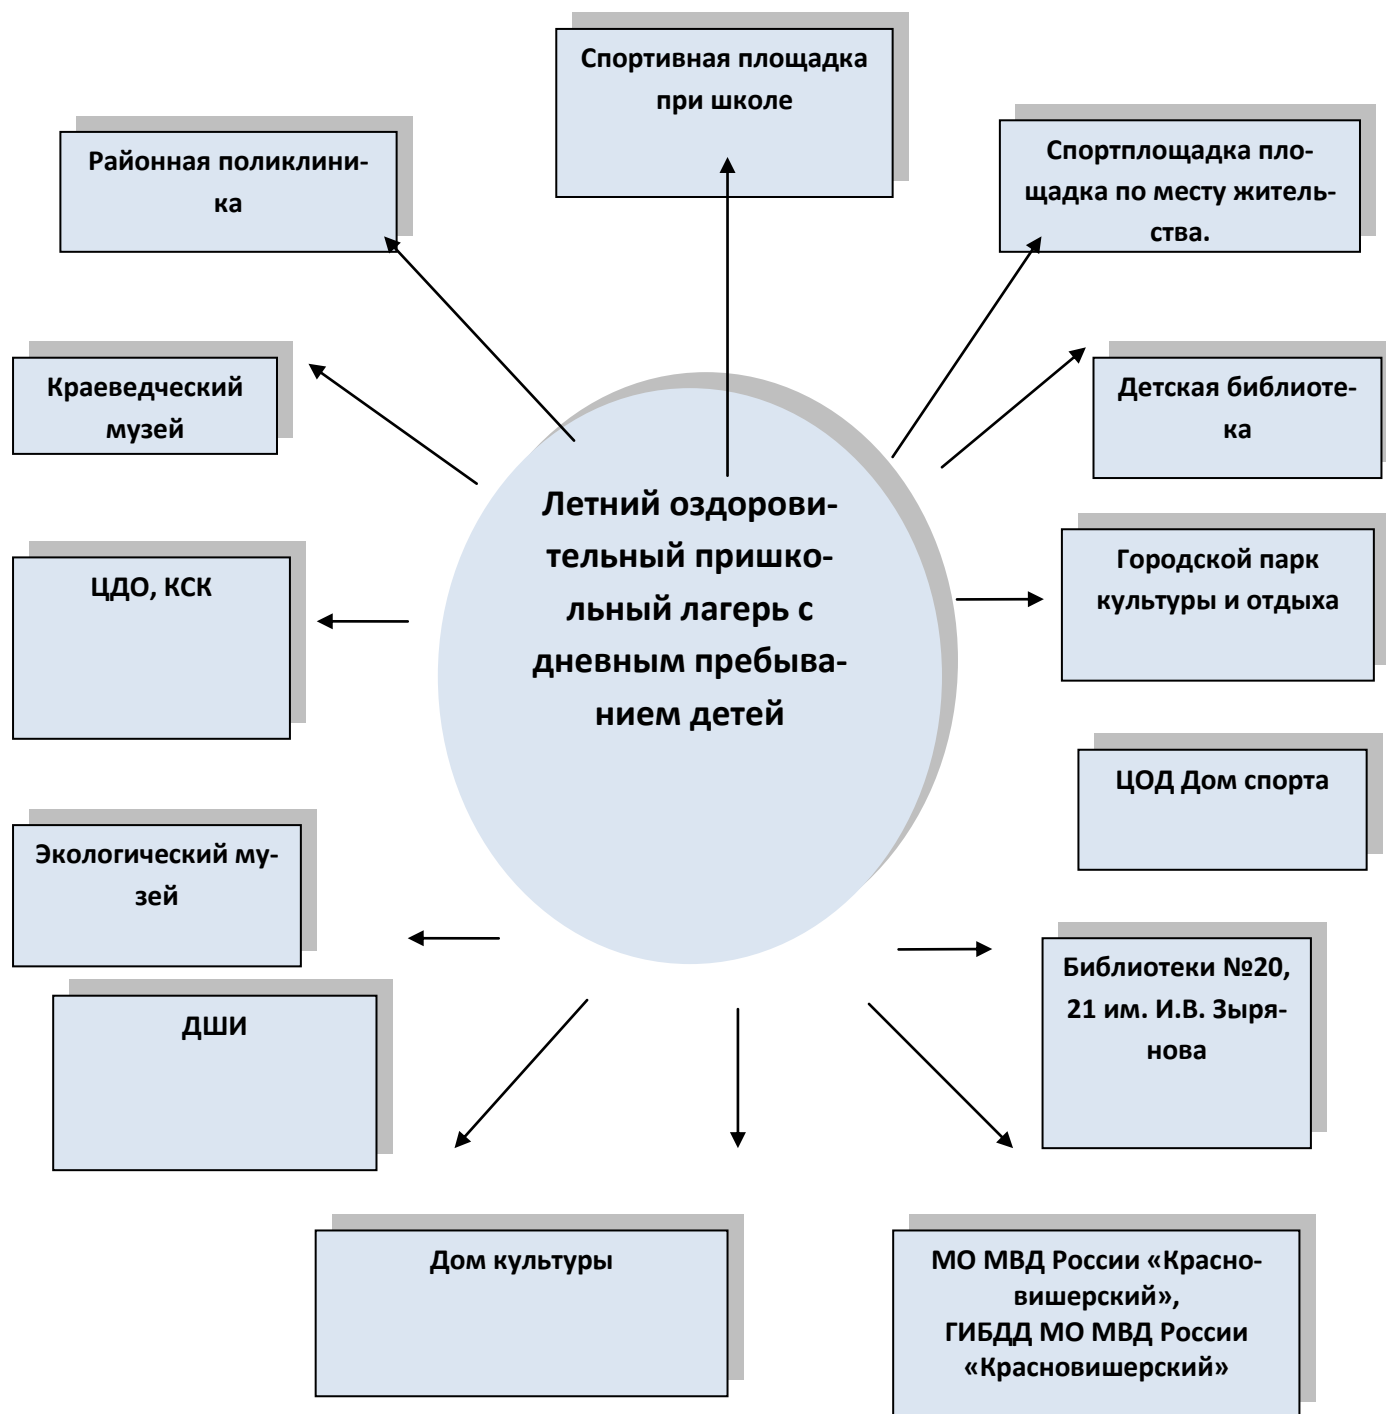 Спортивная площадка
при школе
Районная поликлини-
ка
Спортплощадка пло-
щадка по месту житель-
ства.
Краеведческий
музей
Детская библиоте-
ка
Летний оздорови-
тельный пришко-
льный лагерь с
дневным пребыва-
нием детей
ЦДО, КСК
Городской парк
культуры и отдыха
ЦОД Дом спорта
Экологический му-
зей
Библиотеки №20,
21 им. И.В. Зыря-
нова
ДШИ
Дом культуры
МО МВД России «Красно-
вишерский»,
ГИБДД МО МВД России
«Красновишерский»